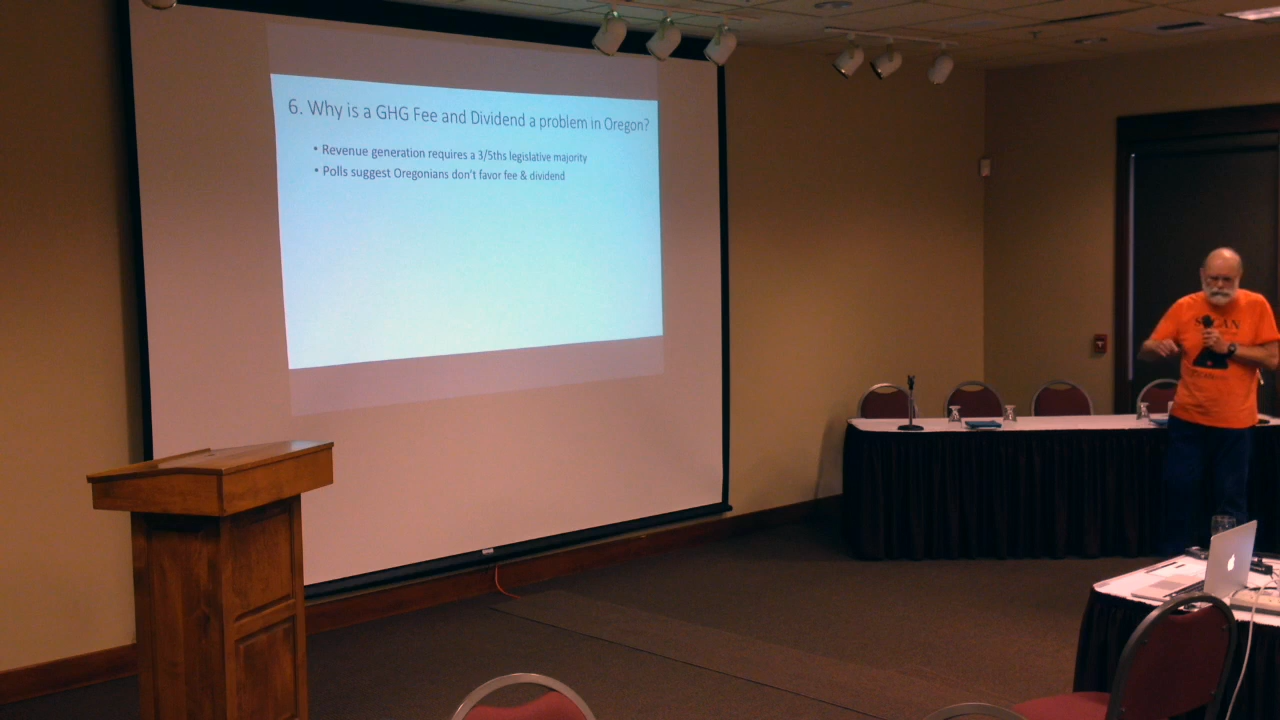 6. Why is a GHG Fee and Dividend a problem in Oregon?
• Revenue generation requires a 3/5ths legislative majority
• Polls suggest Oregonians don't favor fee & dividend